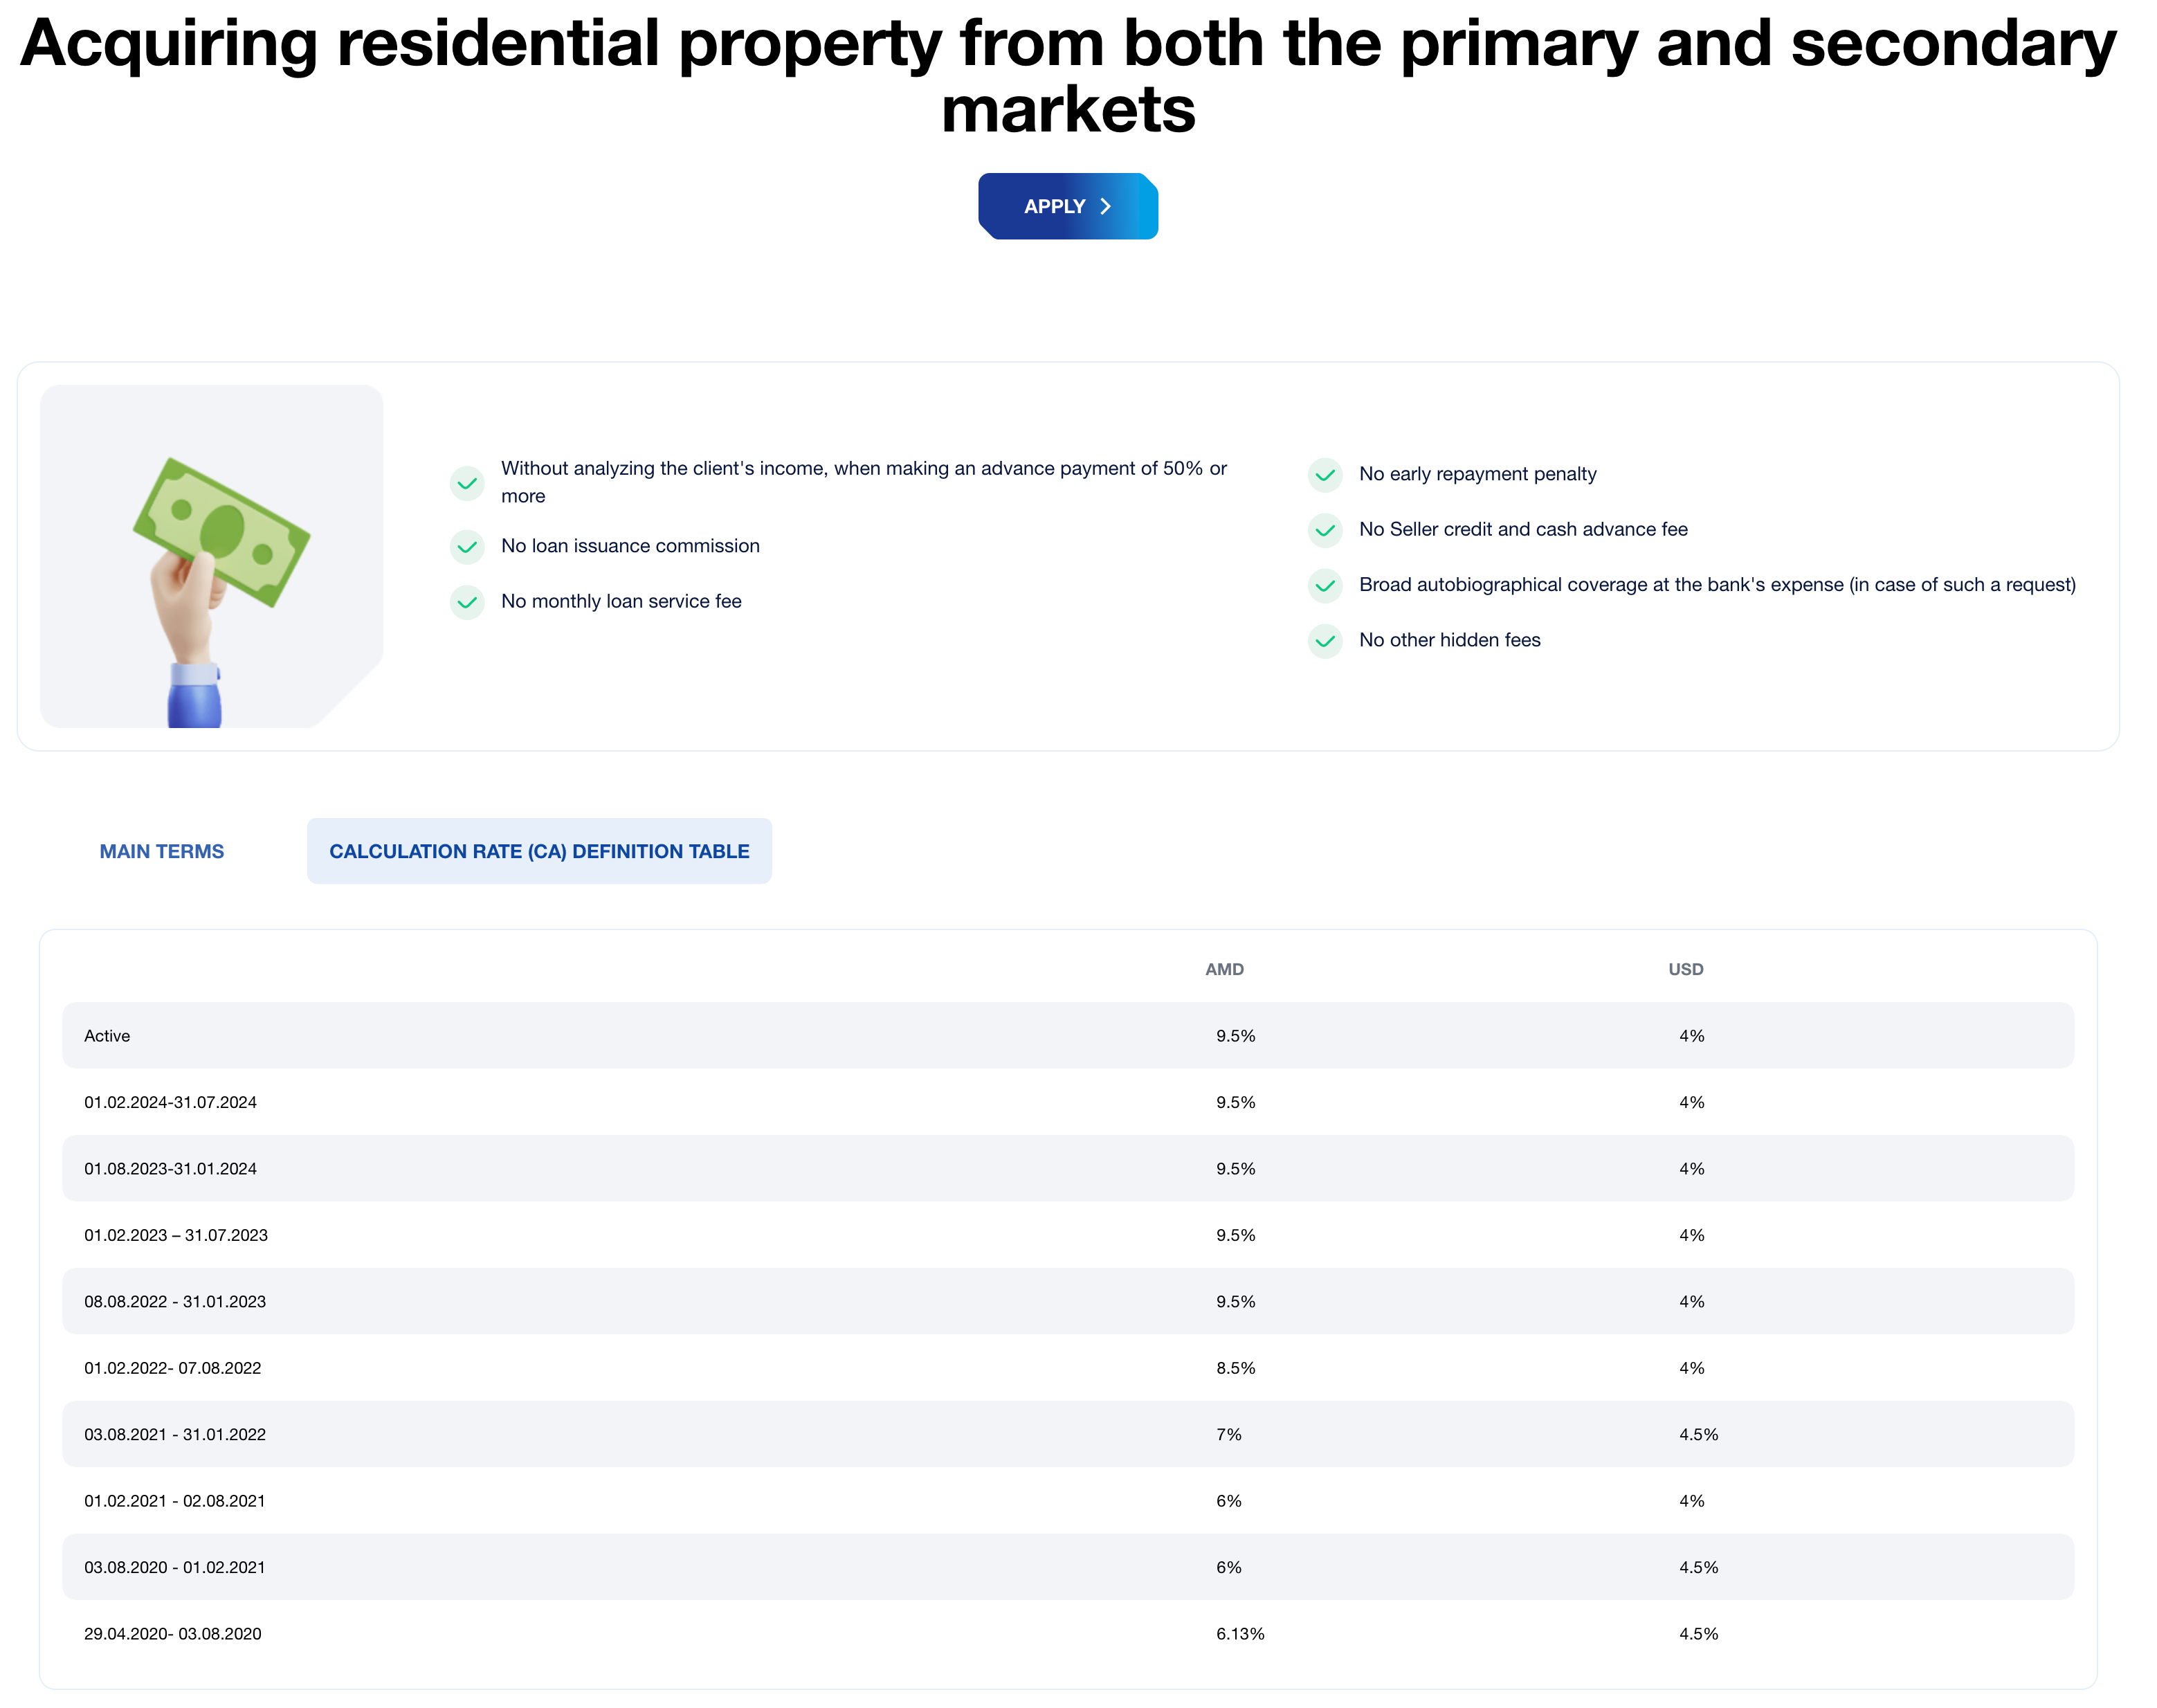 Acquiring residential property from both the primary and secondary
markets
APPLY
Without analyzing the client's income, when making an advance payment of 50% or
more
No loan issuance commission
No monthly loan service fee
No early repayment penalty
No Seller credit and cash advance fee
Broad autobiographical coverage at the bank's expense (in case of such a request)
No other hidden fees
MAIN TERMS CALCULATION RATE (CA) DEFINITION TABLE
AMD USD
Active 9.5% 4%
01.02.2024-31.07.2024 9.5% 4%
01.08.2023-31.01.2024 9.5% 4%
01.02.2023 – 31.07.2023 9.5% 4%
08.08.2022 - 31.01.2023 9.5% 4%
01.02.2022- 07.08.2022 8.5% 4%
03.08.2021 - 31.01.2022 7% 4.5%
01.02.2021 - 02.08.2021 6% 4%
03.08.2020 - 01.02.2021 6% 4.5%
29.04.2020- 03.08.2020 6.13% 4.5%